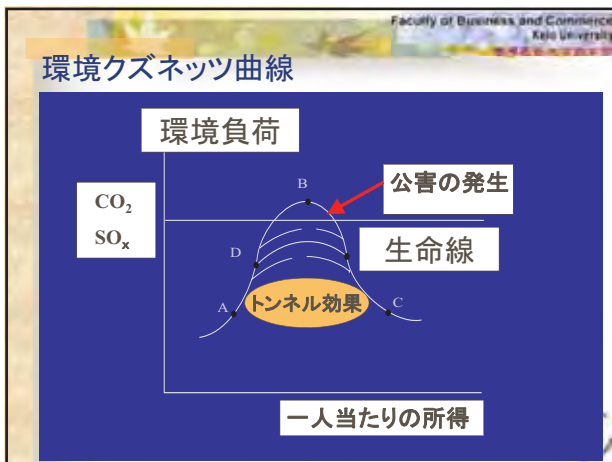 Faculty of Business and Commerce
Keio University
環境クズネッツ曲線
環境負荷
B
公害の発生
CO₂
SOₓ
D
生命線
A
トンネル効果
C
一人当たりの所得